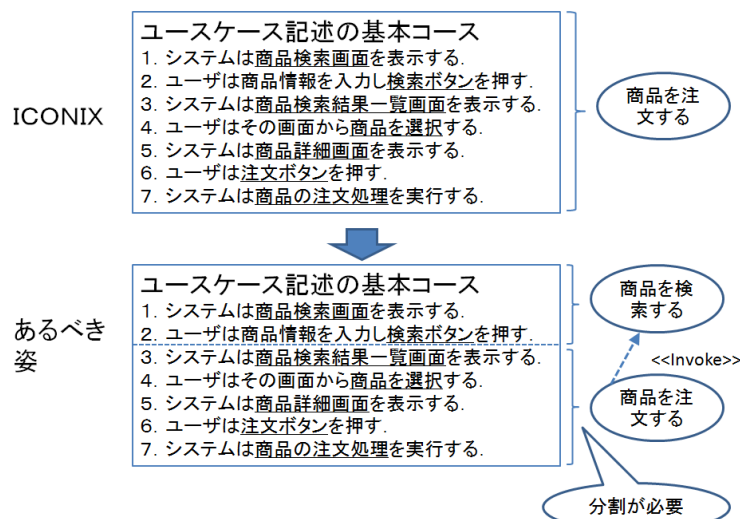 ユースケース記述の基本コース
1. システムは商品検索画面を表示する.
2. ユーザは商品情報を入力し検索ボタンを押す.
3. システムは商品検索結果一覧画面を表示する.
4. ユーザはその画面から商品を選択する.
5. システムは商品詳細画面を表示する.
6. ユーザは注文ボタンを押す.
7. システムは商品の注文処理を実行する.
ICONIX
商品を注
文する
ユースケース記述の基本コース
1. システムは商品検索画面を表示する.
2. ユーザは商品情報を入力し検索ボタンを押す.
3. システムは商品検索結果一覧画面を表示する.
4. ユーザはその画面から商品を選択する.
5. システムは商品詳細画面を表示する.
6. ユーザは注文ボタンを押す.
7. システムは商品の注文処理を実行する.
あるべき
姿
商品を検
索する
<<Invoke>>
商品を注
文する
分割が必要